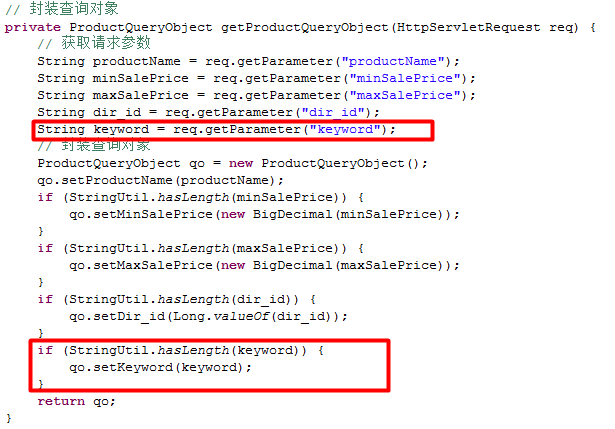 // 封装查询对象
private ProductQueryObject getProductQueryObject(HttpServletRequest req) {
    // 获取请求参数
    String productName = req.getParameter("productName");
    String minSalePrice = req.getParameter("minSalePrice");
    String maxSalePrice = req.getParameter("maxSalePrice");
    String dir_id = req.getParameter("dir_id");
    String keyword = req.getParameter("keyword");
    // 封装查询对象
    ProductQueryObject qo = new ProductQueryObject();
    qo.setProductName(productName);
    if (StringUtil.hasLength(minSalePrice)) {
        qo.setMinSalePrice(new BigDecimal(minSalePrice));
    }
    if (StringUtil.hasLength(maxSalePrice)) {
        qo.setMaxSalePrice(new BigDecimal(maxSalePrice));
    }
    if (StringUtil.hasLength(dir_id)) {
        qo.setDir_id(Long.valueOf(dir_id));
    }
    if (StringUtil.hasLength(keyword)) {
        qo.setKeyword(keyword);
    }
    return qo;
}